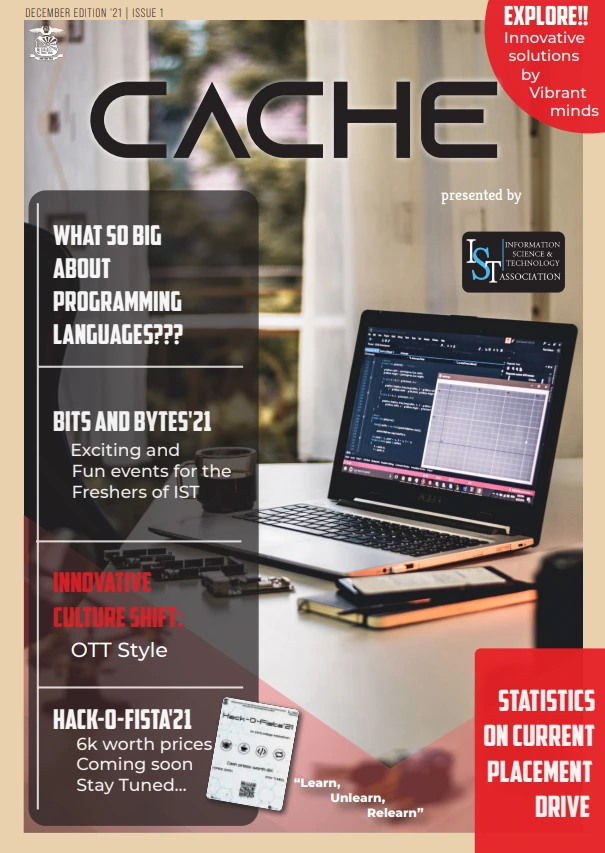 DECEMBER EDITION '21 | ISSUE 1
EXPLORE!!
Innovative
solutions
by
Vibrant
minds
CACHE
presented by
IST
INFORMATION
SCIENCE &
TECHNOLOGY
ASSOCIATION
WHAT SO BIG
ABOUT
PROGRAMMING
LANGUAGES???
BITS AND BYTES'21
Exciting and
Fun events for the
Freshers of IST
INNOVATIVE
CULTURE SHIFT:
OTT Style
HACK-O-FISTA'21
6k worth prices
Coming soon
Stay Tuned...
Hack-O-Fista'21
"Learn,
Unlearn,
Relearn"
STATISTICS
ON CURRENT
PLACEMENT
DRIVE